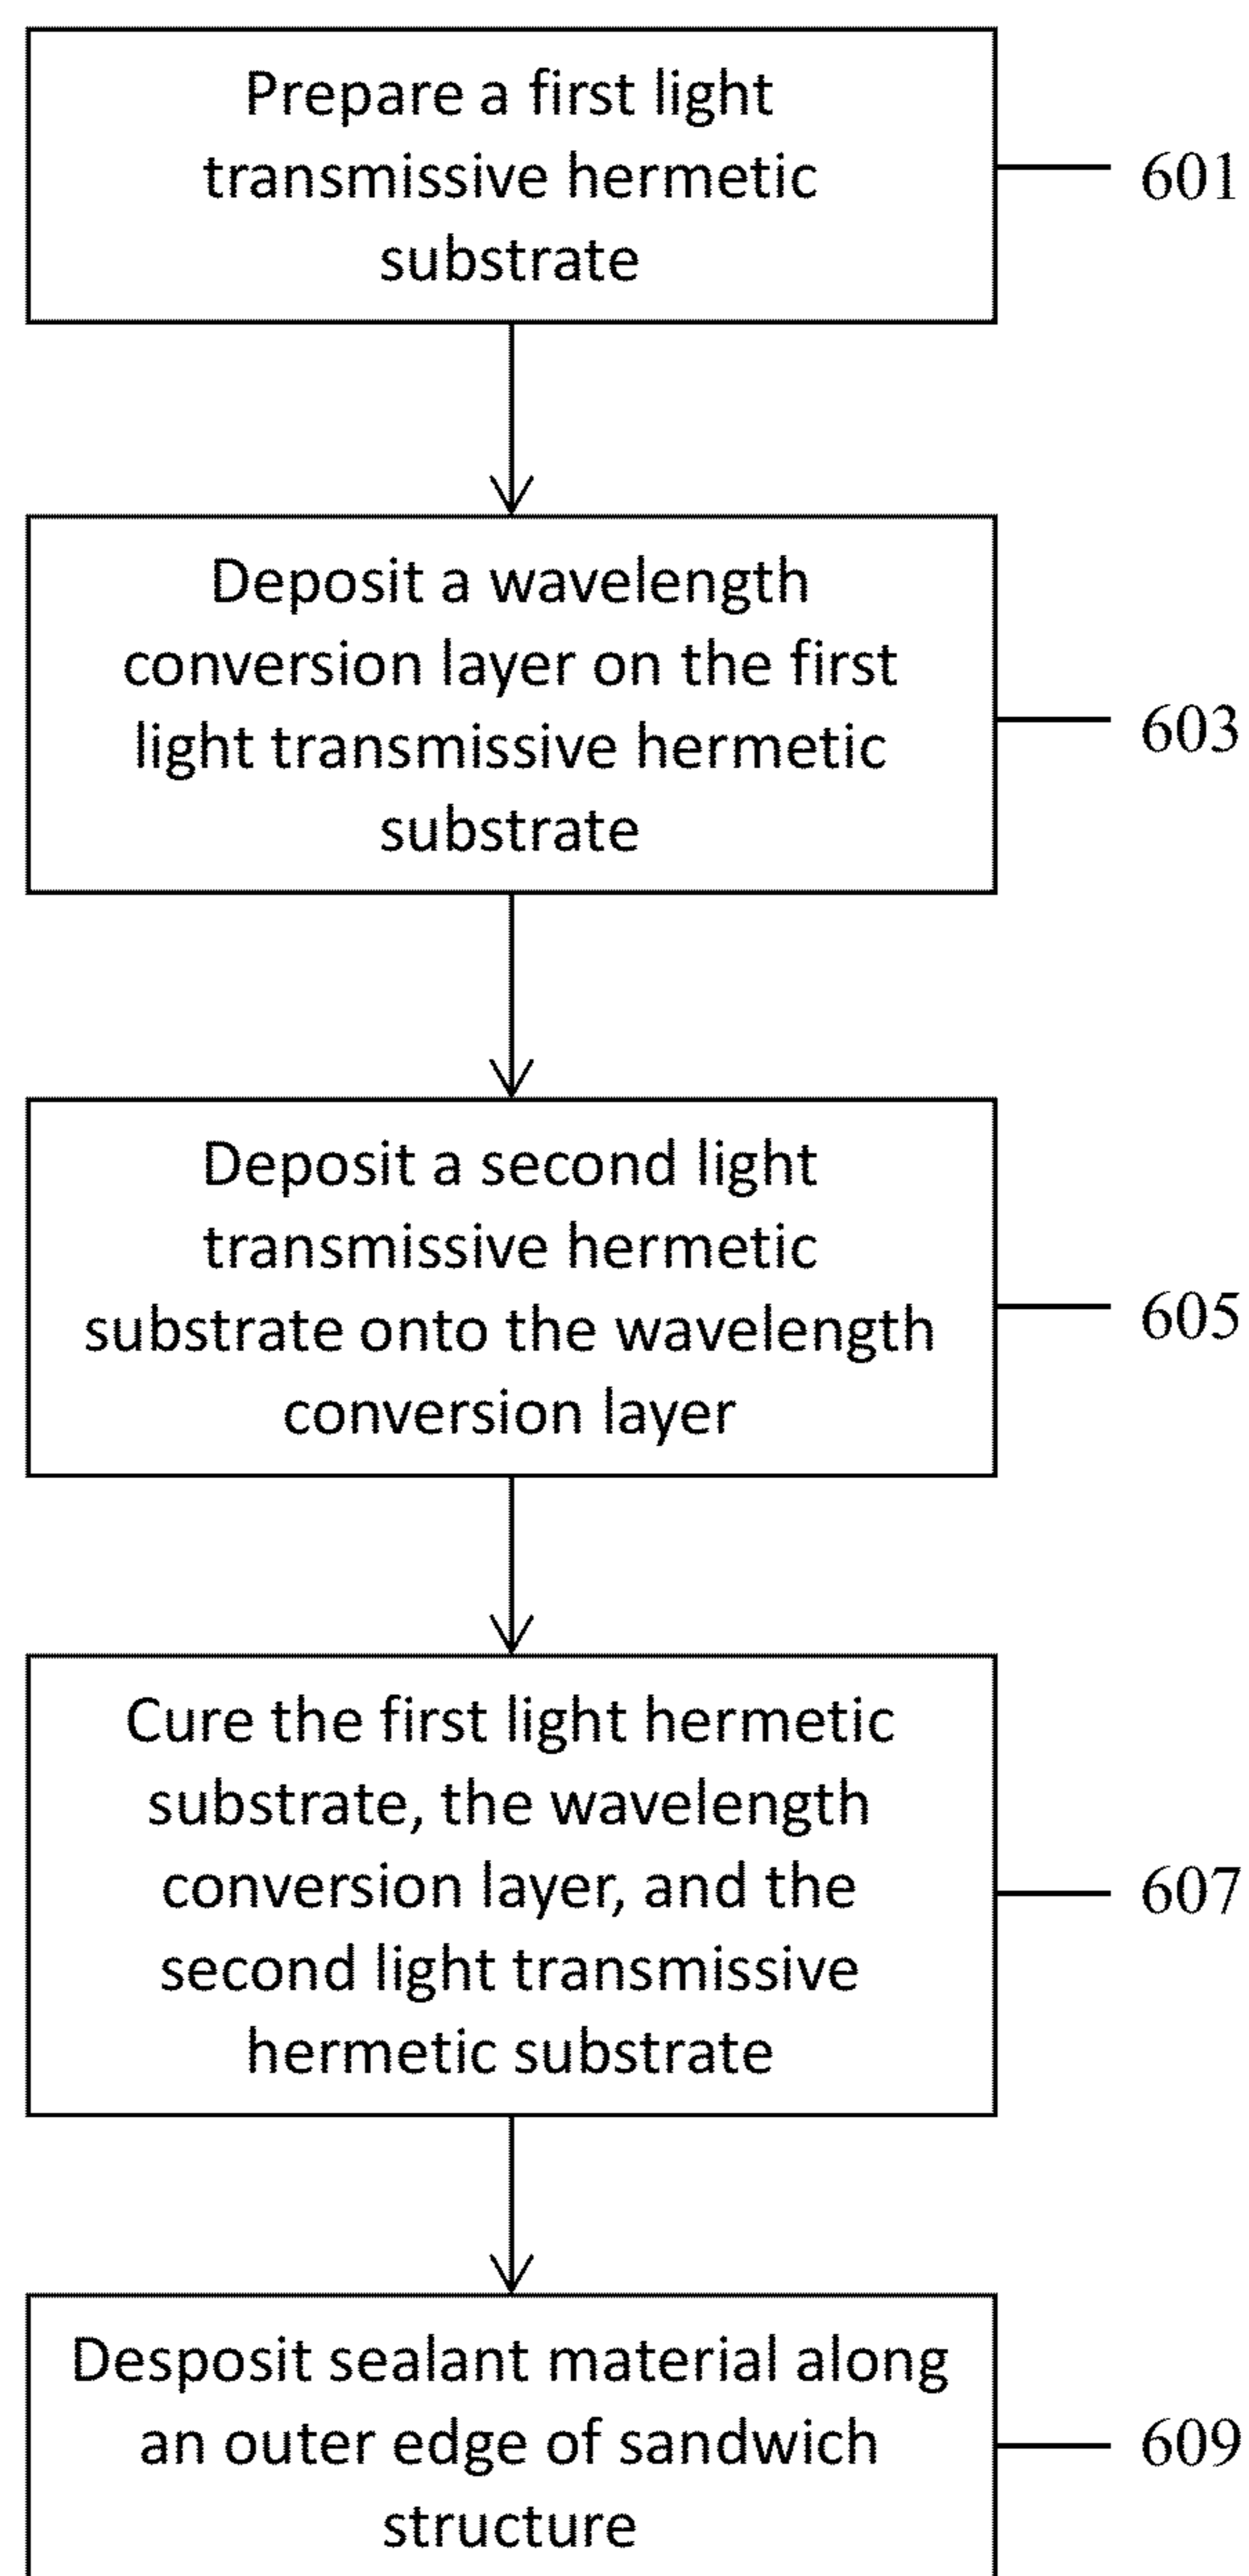 Prepare a first light
transmissive hermetic
substrate
601
Deposit a wavelength
conversion layer on the first
light transmissive hermetic
substrate
603
Deposit a second light
transmissive hermetic
substrate onto the wavelength
conversion layer
605
Cure the first light hermetic
substrate, the wavelength
conversion layer, and the
second light transmissive
hermetic substrate
607
Desposit sealant material along
an outer edge of sandwich
structure
609